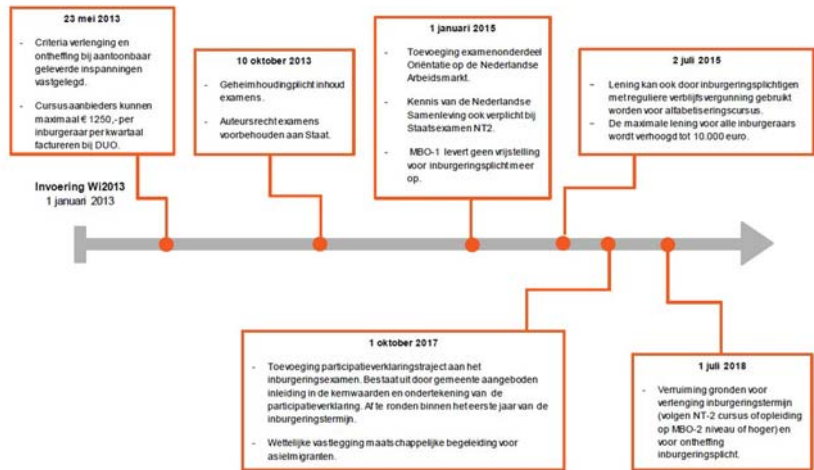 23 mei 2013
- Criteria verlenging en
ontheffing bij aantoonbaar
geleverde inspanningen
vastgelegd.
- Cursusaanbieders kunnen
maximaal € 1250,- per
inburgeraar per kwartaal
factureren bij DUO.
Invoering Wi2013
1 januari 2013
10 oktober 2013
- Geheimhoudingplicht inhoud
examens.
- Auteursrecht examens
voorbehouden aan Staat.
1 januari 2015
- Toevoeging examenonderdeel
Oriëntatie op de Nederlandse
Arbeidsmarkt.
- Kennis van de Nederlandse
Samenleving ook verplicht bij
Staatsexamen NT2.
- MBO-1 levert geen vrijstelling
voor inburgeringsplicht meer
op.
2 juli 2015
– Lening kan ook door inburgeringsplichtigen
met reguliere verblijfsvergunning gebruikt
worden voor alfabetiseringscursus.
– De maximale lening voor alle inburgeraars
wordt verhoogd tot 10.000 euro.
1 oktober 2017
- Toevoeging participatieverklaringstraject aan het
inburgeringsexamen. Bestaat uit door gemeente aangeboden
inleiding in de kernwaarden en ondertekening van de
participatieverklaring. Af te ronden binnen het eerste jaar van de
inburgeringstermijn.
- Wettelijke vastlegging maatschappelijke begeleiding voor
asielmigranten.
1 juli 2018
- Verruiming gronden voor
verlenging inburgeringstermijn
(volgen NT-2 cursus of opleiding
op MBO-2 niveau of hoger) en
voor ontheffing
inburgeringsplicht.